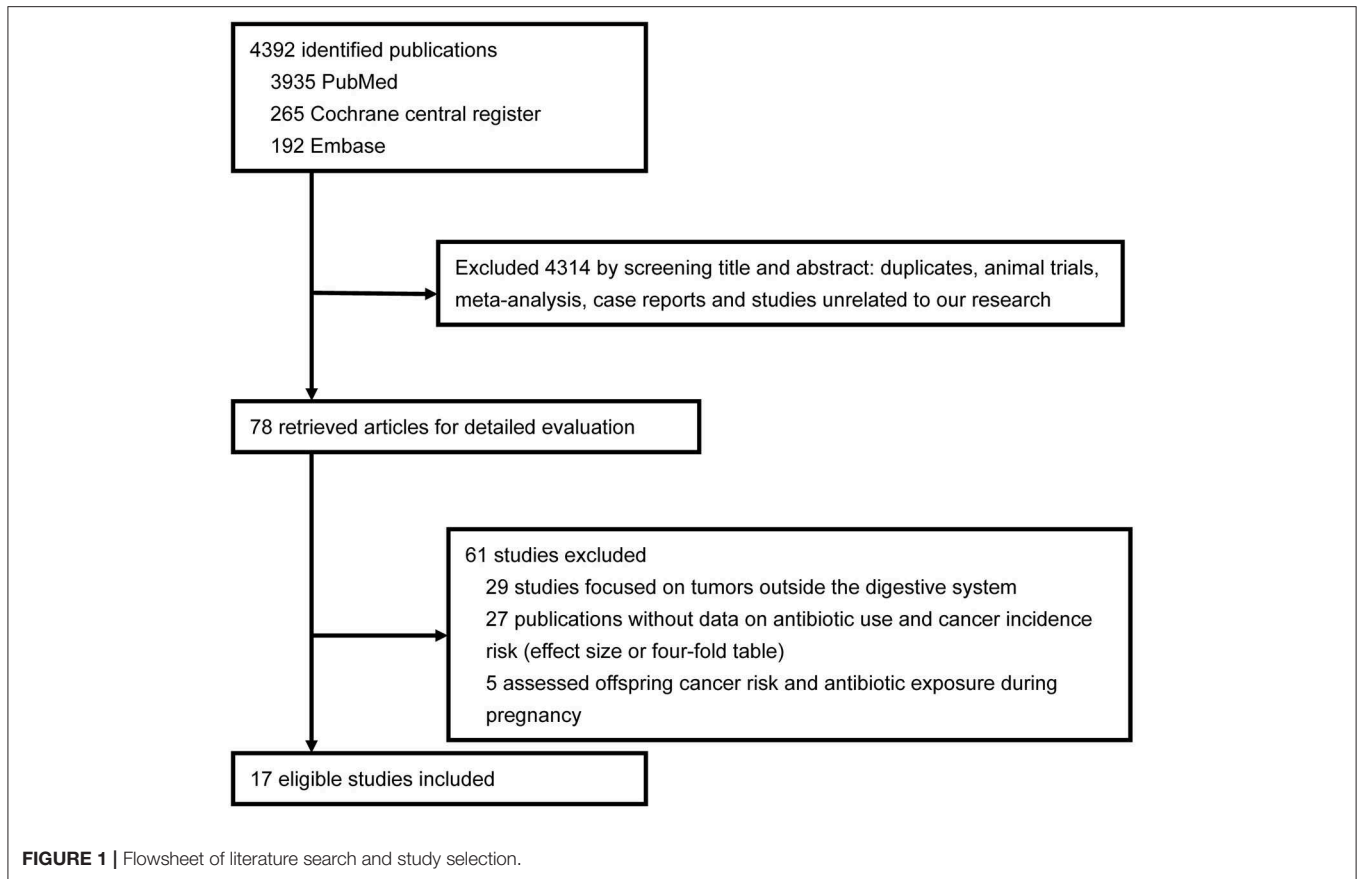 4392 identified publications
3935 PubMed
265 Cochrane central register
192 Embase
Excluded 4314 by screening title and abstract: duplicates, animal trials,
meta-analysis, case reports and studies unrelated to our research
78 retrieved articles for detailed evaluation
61 studies excluded
29 studies focused on tumors outside the digestive system
27 publications without data on antibiotic use and cancer incidence
risk (effect size or four-fold table)
5 assessed offspring cancer risk and antibiotic exposure during
pregnancy
17 eligible studies included
FIGURE 1 | Flowsheet of literature search and study selection.